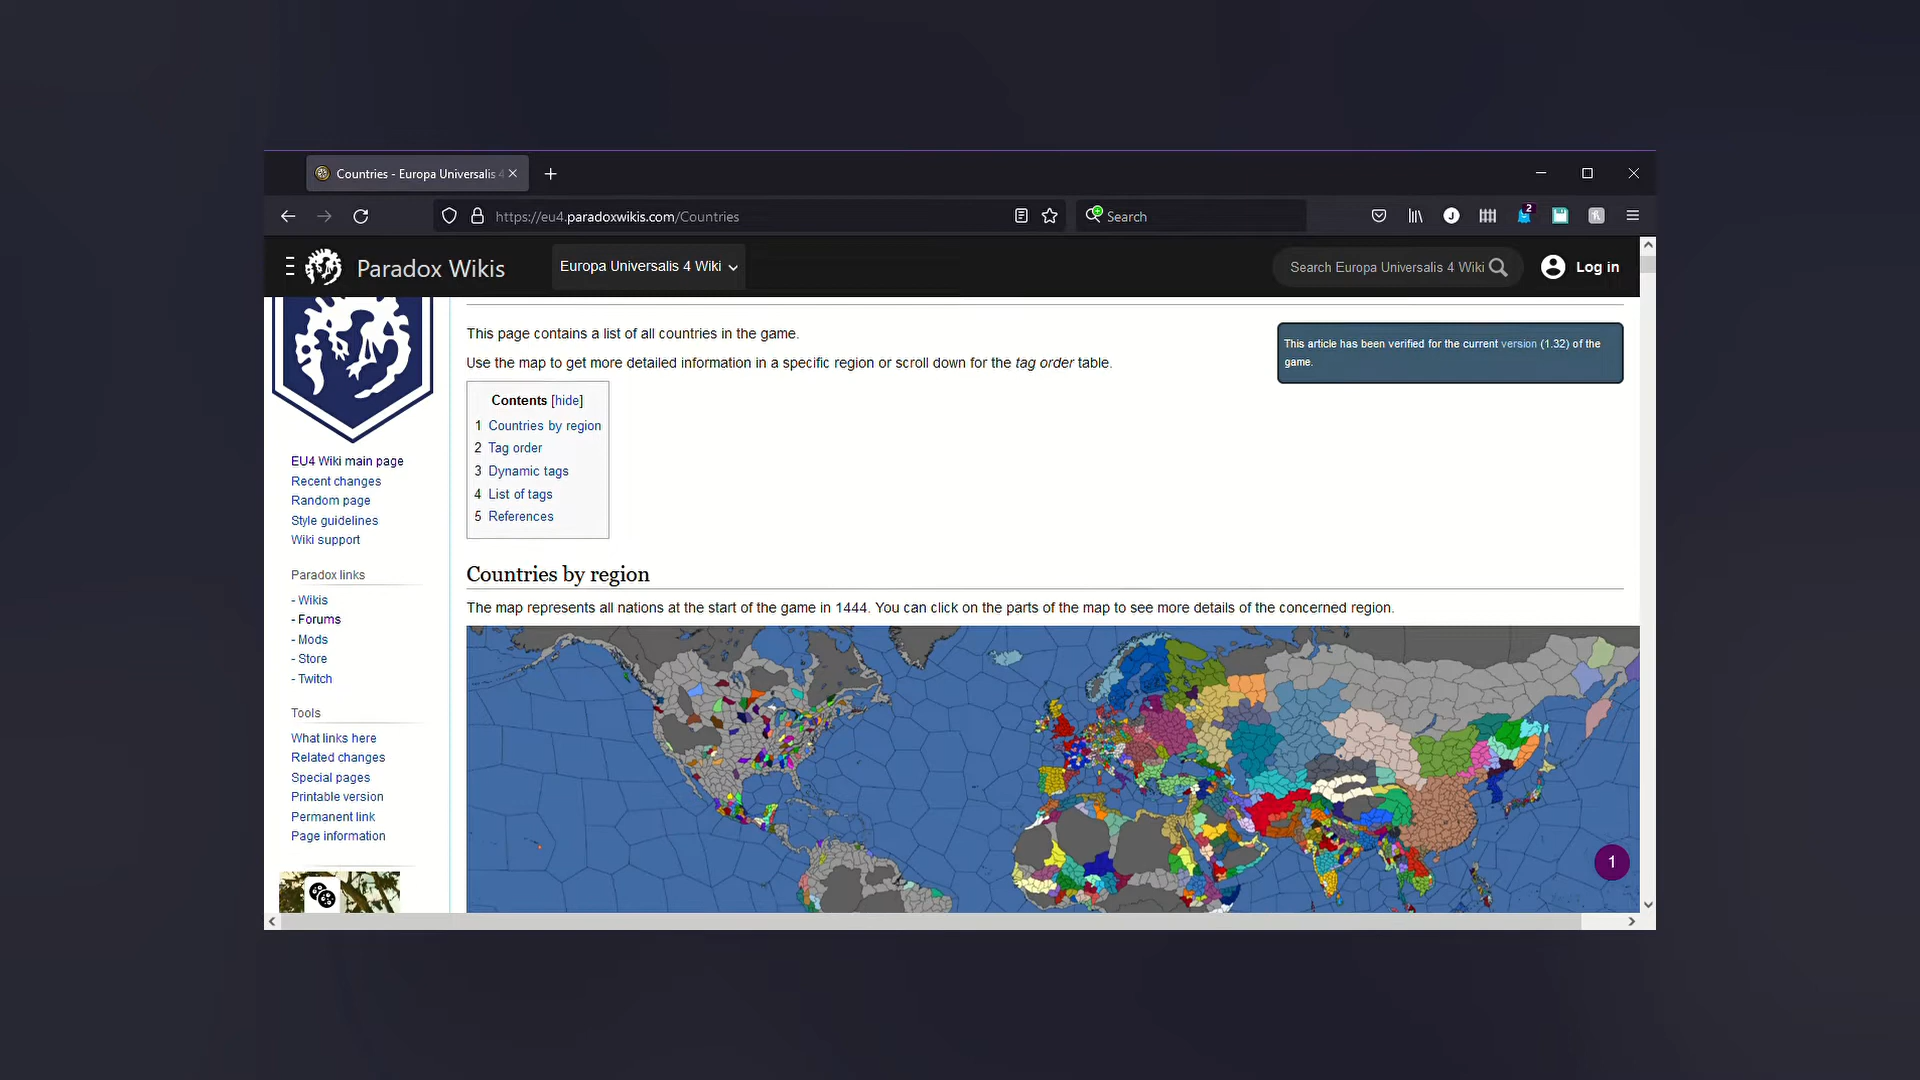 Countries - Europa Universalis 4
https://eu4.paradoxwikis.com/Countries
Search
J
2
Paradox Wikis
Europa Universalis 4 Wiki
Search Europa Universalis 4 Wiki
Log in
This page contains a list of all countries in the game.
Use the map to get more detailed information in a specific region or scroll down for the tag order table.
This article has been verified for the current version (1.32) of the
game.
Contents [hide]
1 Countries by region
2 Tag order
3 Dynamic tags
4 List of tags
5 References
EU4 Wiki main page
Recent changes
Random page
Style guidelines
Wiki support
Paradox links
- Wikis
- Forums
- Mods
- Store
- Twitch
Tools
What links here
Related changes
Special pages
Printable version
Permanent link
Page information
Countries by region
The map represents all nations at the start of the game in 1444. You can click on the parts of the map to see more details of the concerned region.
1